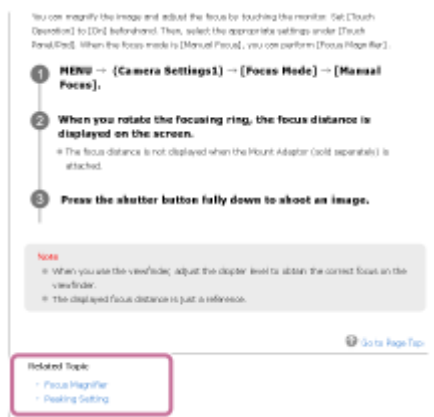 You can magnify the image and adjust the focus by touching the monitor. Set [Touch
Operation] to [On] beforehand. Then, select the appropriate settings under [Touch
Panel/Pad]. When the focus mode is [Manual Focus], you can perform [Focus Magnifier].
1 MENU → (Camera Settings1) → [Focus Mode] → [Manual
Focus].
2 When you rotate the focusing ring, the focus distance is
displayed on the screen.
The focus distance is not displayed when the Mount Adaptor (sold separately) is
attached.
3 Press the shutter button fully down to shoot an image.
Note
When you use the viewfinder, adjust the diopter level to obtain the correct focus on the
viewfinder.
The displayed focus distance is just a reference.
Go to Page Top
Related Topic
Focus Magnifier
Peaking Setting